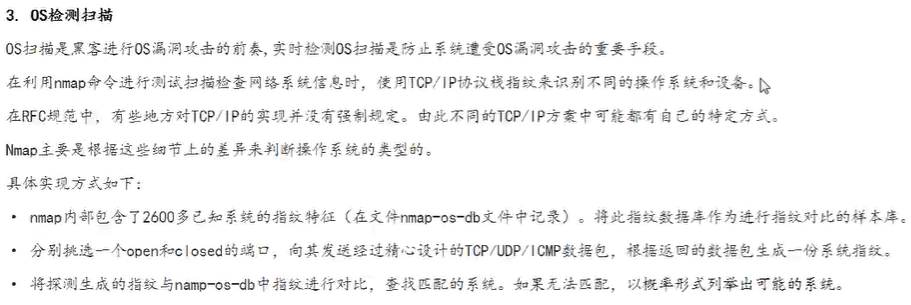 3. OS检测扫描
OS扫描是黑客进行OS漏洞攻击的前奏,实时检测OS扫描是防止系统遭受OS漏洞攻击的重要手段。
在利用nmap命令进行测试扫描检查网络系统信息时，使用TCP/IP协议栈指纹来识别不同的操作系统和设备。
在RFC规范中，有些地方对TCP/IP的实现并没有强制规定。由此不同的TCP/IP方案中可能都有自己的特定方式。
Nmap主要是根据这些细节上的差异来判断操作系统的类型的。
具体实现方式如下：
• nmap内部包含了2600多已知系统的指纹特征（在文件nmap-os-db文件中记录）。将此指纹数据库作为进行指纹对比的样本库。
• 分别挑选一个open和closed的端口，向其发送经过精心设计的TCP/UDP/ICMP数据包，根据返回的数据包生成一份系统指纹。
• 将探测生成的指纹与namp-os-db中指纹进行对比，查找匹配的系统。如果无法匹配，以概率形式列举出可能的系统。